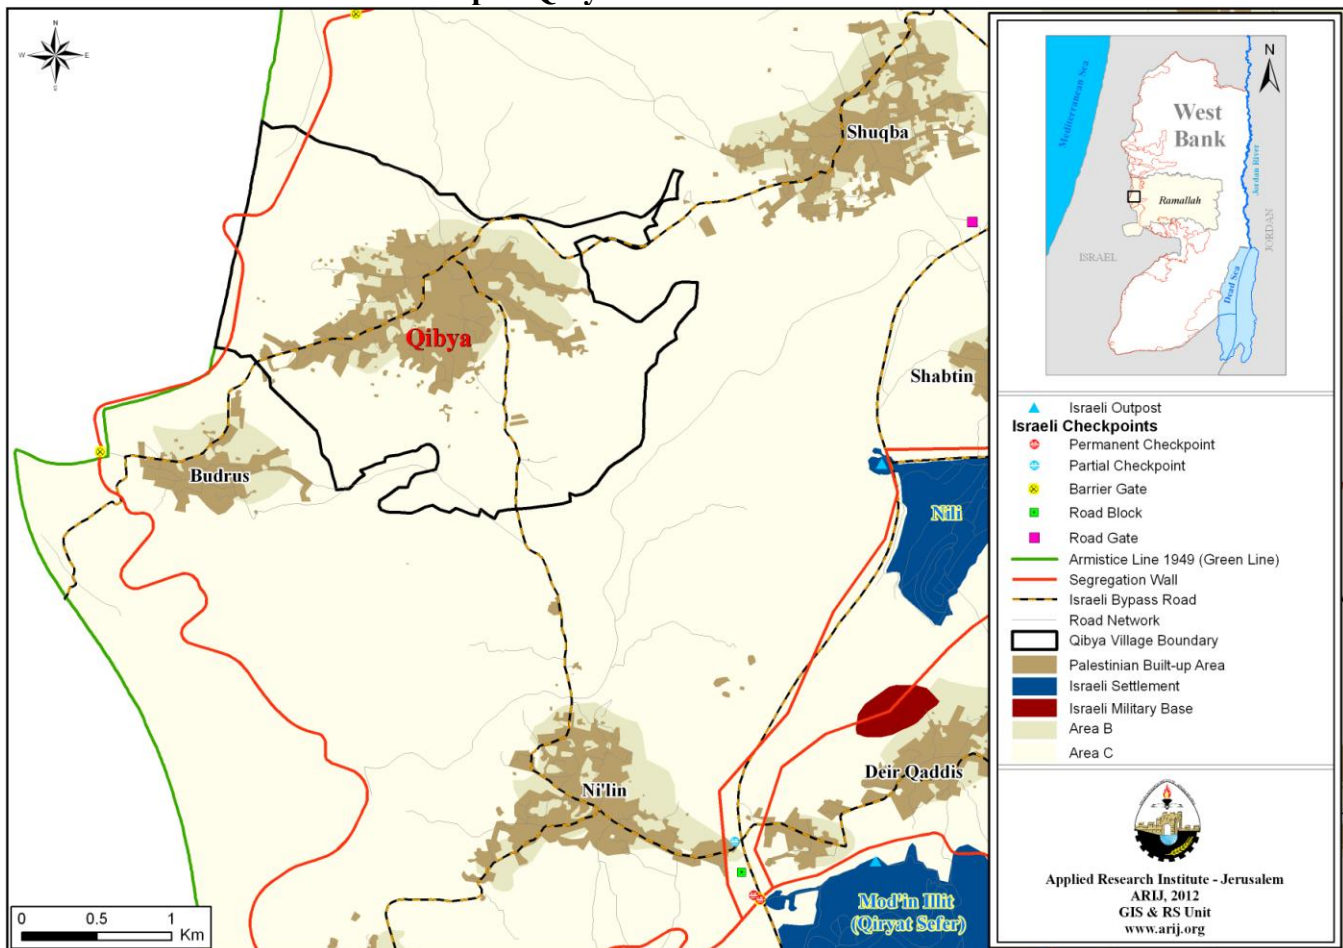 N
W E
S
Shuqba
Qibya
Shabtin
Budrus
Nili
Deir Qaddis
Ni'lin
Mod'in Illit
(Qiryat Sefer)
0 0.5 1
Km
N
Mediterranean Sea
West
Bank
Jordan River
Ramallah
ISRAEL
JORDAN
Dead Sea
Israeli Outpost
Israeli Checkpoints
Permanent Checkpoint
Partial Checkpoint
Barrier Gate
Road Block
Road Gate
Armistice Line 1949 (Green Line)
Segregation Wall
Israeli Bypass Road
Road Network
Qibya Village Boundary
Palestinian Built-up Area
Israeli Settlement
Israeli Military Base
Area B
Area C
Applied Research Institute - Jerusalem
ARIJ, 2012
GIS & RS Unit
www.arij.org